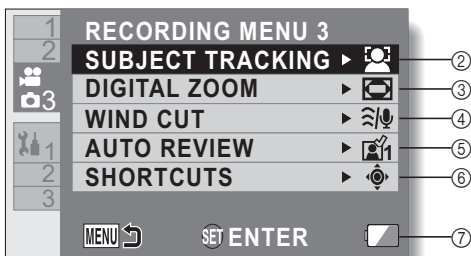 1
2
3
1
2
3
RECORDING MENU 3
SUBJECT TRACKING ②
DIGITAL ZOOM ③
WIND CUT ④
AUTO REVIEW 1 ⑤
SHORTCUTS ⑥
MENU SET ENTER ⑦